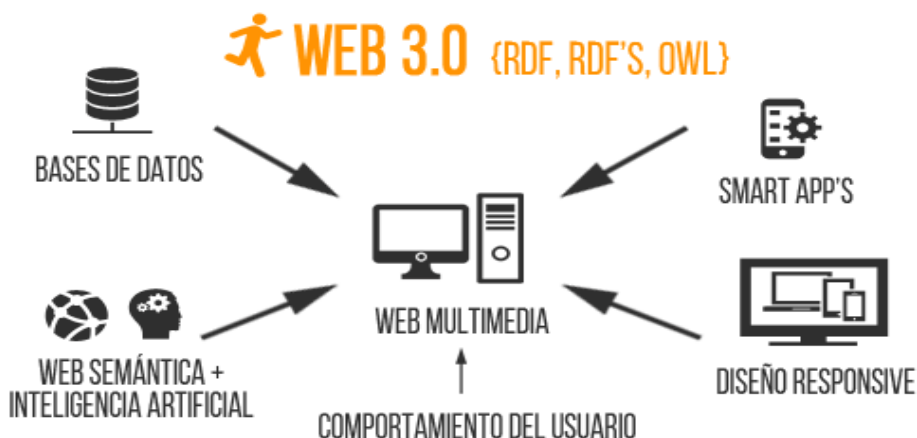 WEB 3.0 {RDF, RDF'S, OWL}
BASES DE DATOS
SMART APP'S
WEB MULTIMEDIA
WEB SEMÁNTICA +
INTELIGENCIA ARTIFICIAL
DISEÑO RESPONSIVE
COMPORTAMIENTO DEL USUARIO